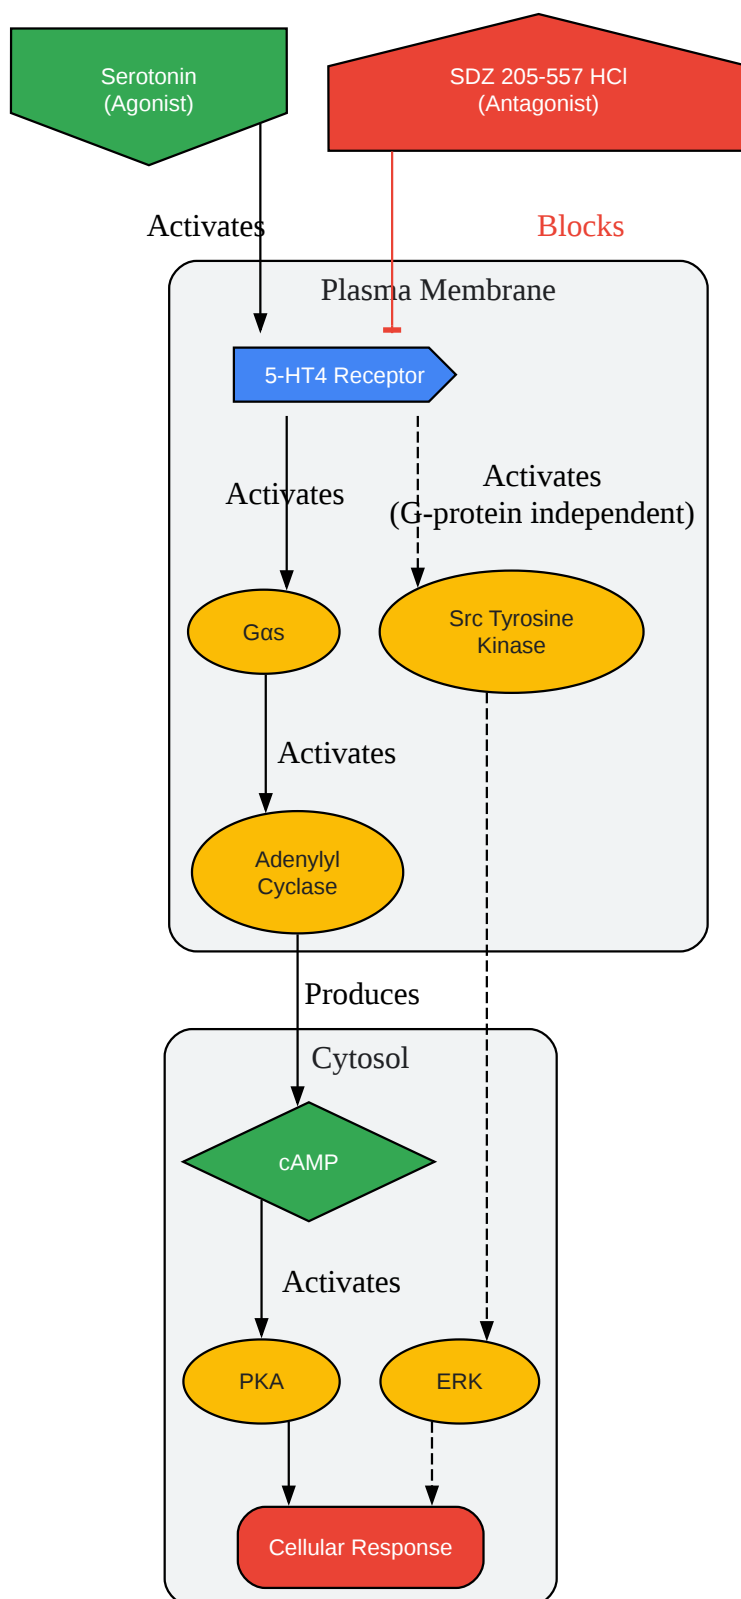 Serotonin
(Agonist)
SDZ 205-557 HCl
(Antagonist)
Activates
Blocks
Plasma Membrane
5-HT4 Receptor
Activates
Activates
(G-protein independent)
Gαs
Src Tyrosine
Kinase
Activates
Adenylyl
Cyclase
Produces
Cytosol
cAMP
Activates
PKA
ERK
Cellular Response